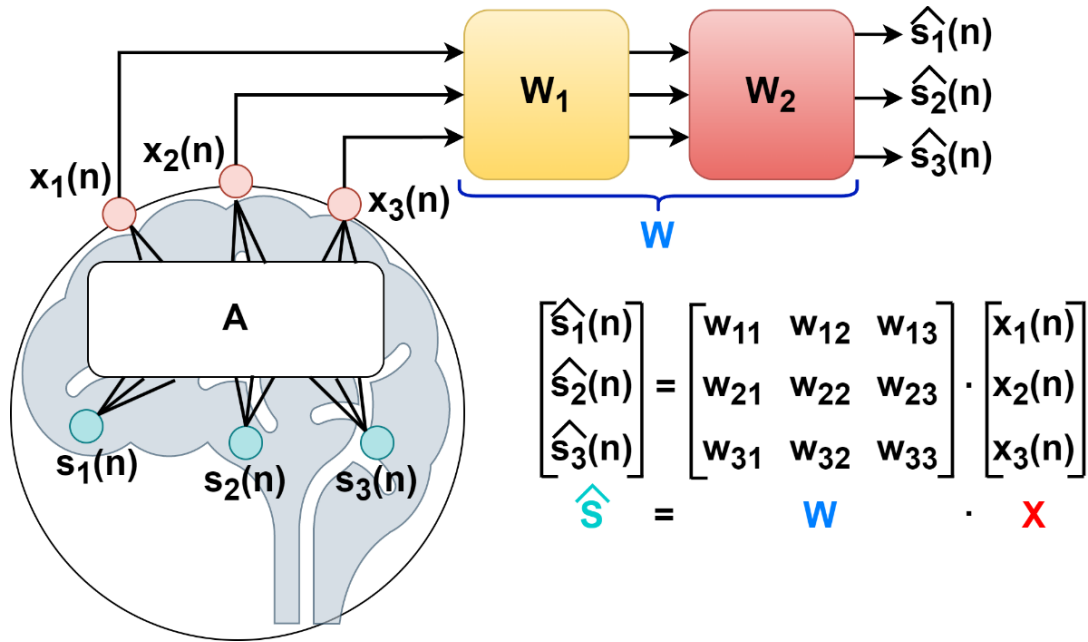 x₁(n)
x₂(n)
x₃(n)
W₁
W₂
ŝ₁(n)
ŝ₂(n)
ŝ₃(n)
W
A
s₁(n)
s₂(n)
s₃(n)
[ŝ₁(n)] [w₁₁ w₁₂ w₁₃] [x₁(n)]
[ŝ₂(n)] = [w₂₁ w₂₂ w₂₃] · [x₂(n)]
[ŝ₃(n)] [w₃₁ w₃₂ w₃₃] [x₃(n)]
Ŝ = W · X